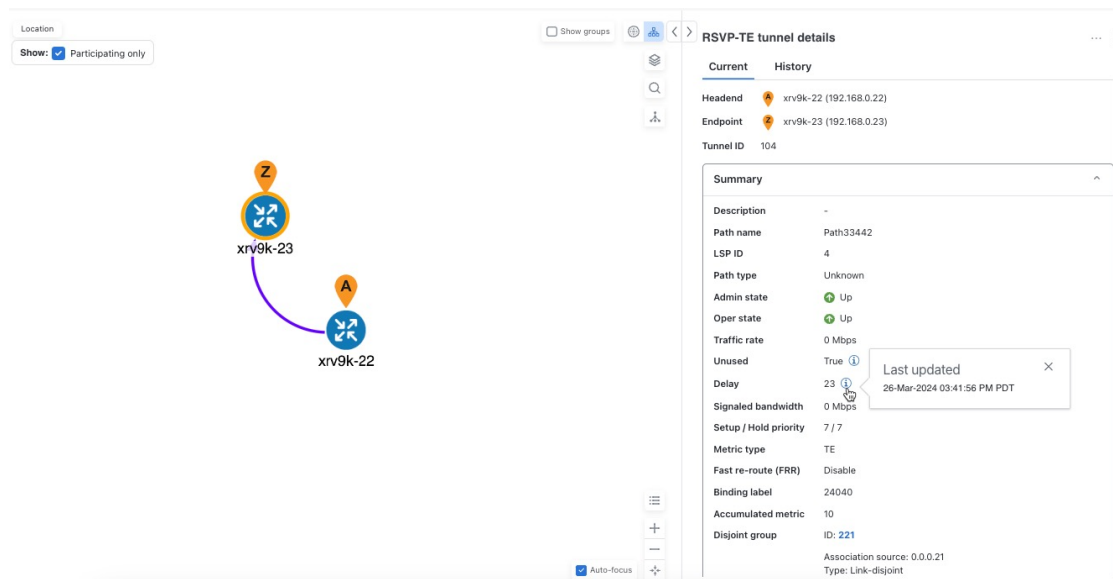 Location
Show: Participating only
Show groups
Z
xrv9k-23
A
xrv9k-22
Auto-focus
RSVP-TE tunnel details
Current History
Headend A xrv9k-22 (192.168.0.22)
Endpoint Z xrv9k-23 (192.168.0.23)
Tunnel ID 104
Summary
Description -
Path name Path33442
LSP ID 4
Path type Unknown
Admin state Up
Oper state Up
Traffic rate 0 Mbps
Unused True
Delay 23
Last updated
26-Mar-2024 03:41:56 PM PDT
Signaled bandwidth 0 Mbps
Setup / Hold priority 7 / 7
Metric type TE
Fast re-route (FRR) Disable
Binding label 24040
Accumulated metric 10
Disjoint group ID: 221
Association source: 0.0.0.21
Type: Link-disjoint